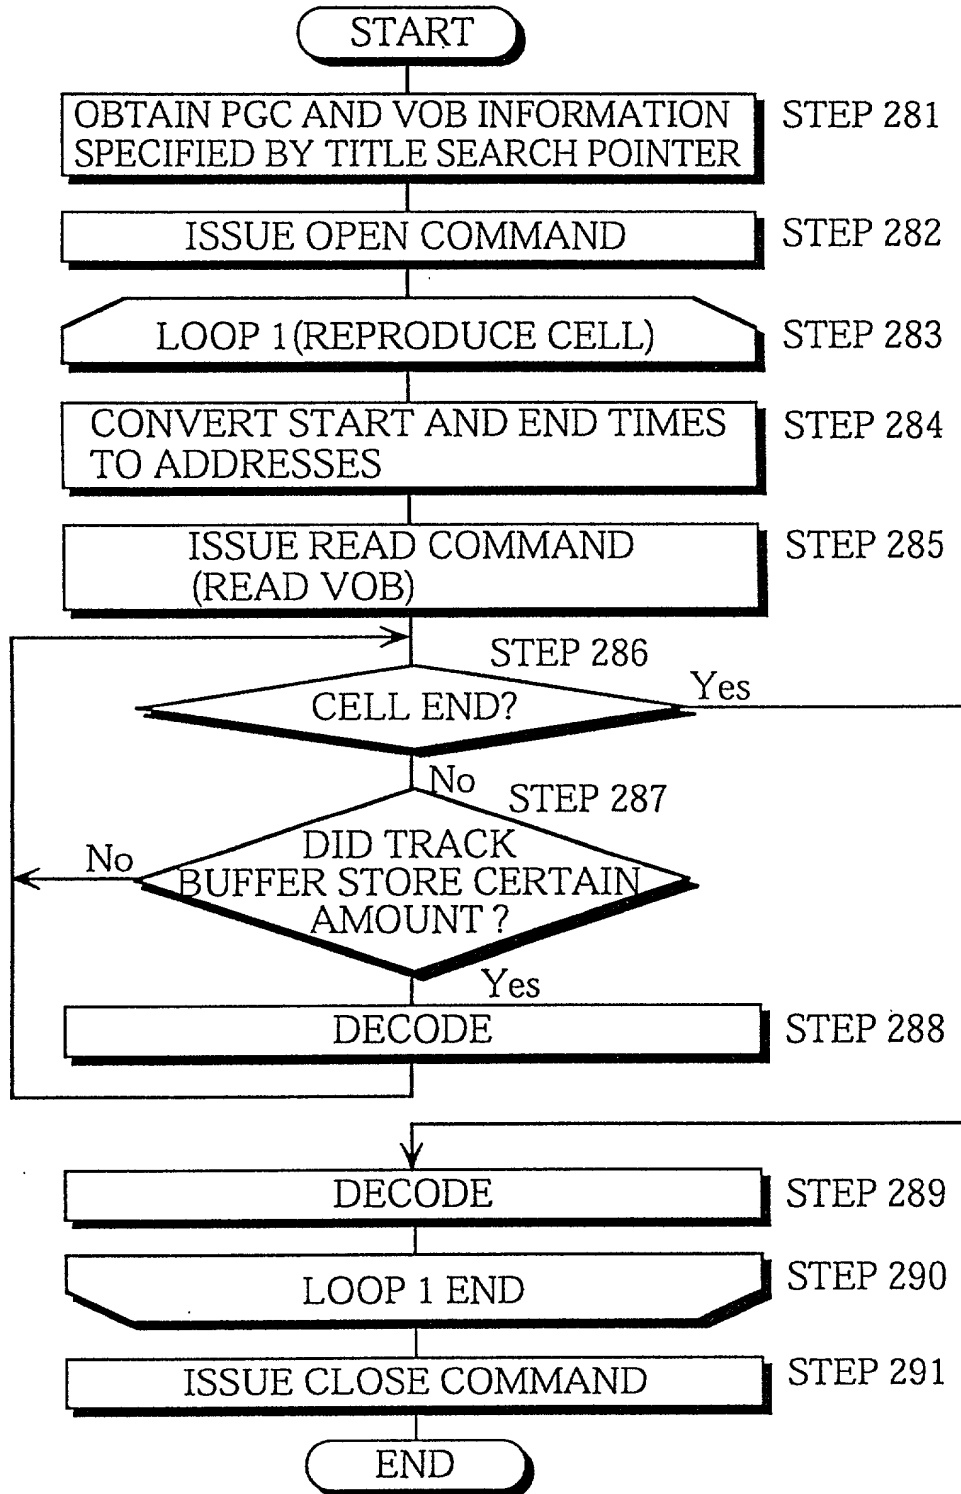 START
OBTAIN PGC AND VOB INFORMATION
SPECIFIED BY TITLE SEARCH POINTER
STEP 281
ISSUE OPEN COMMAND
STEP 282
LOOP 1(REPRODUCE CELL)
STEP 283
CONVERT START AND END TIMES
TO ADDRESSES
STEP 284
ISSUE READ COMMAND
(READ VOB)
STEP 285
STEP 286
CELL END?
Yes
No
STEP 287
DID TRACK
BUFFER STORE CERTAIN
AMOUNT?
No
Yes
DECODE
STEP 288
DECODE
STEP 289
LOOP 1 END
STEP 290
ISSUE CLOSE COMMAND
STEP 291
END